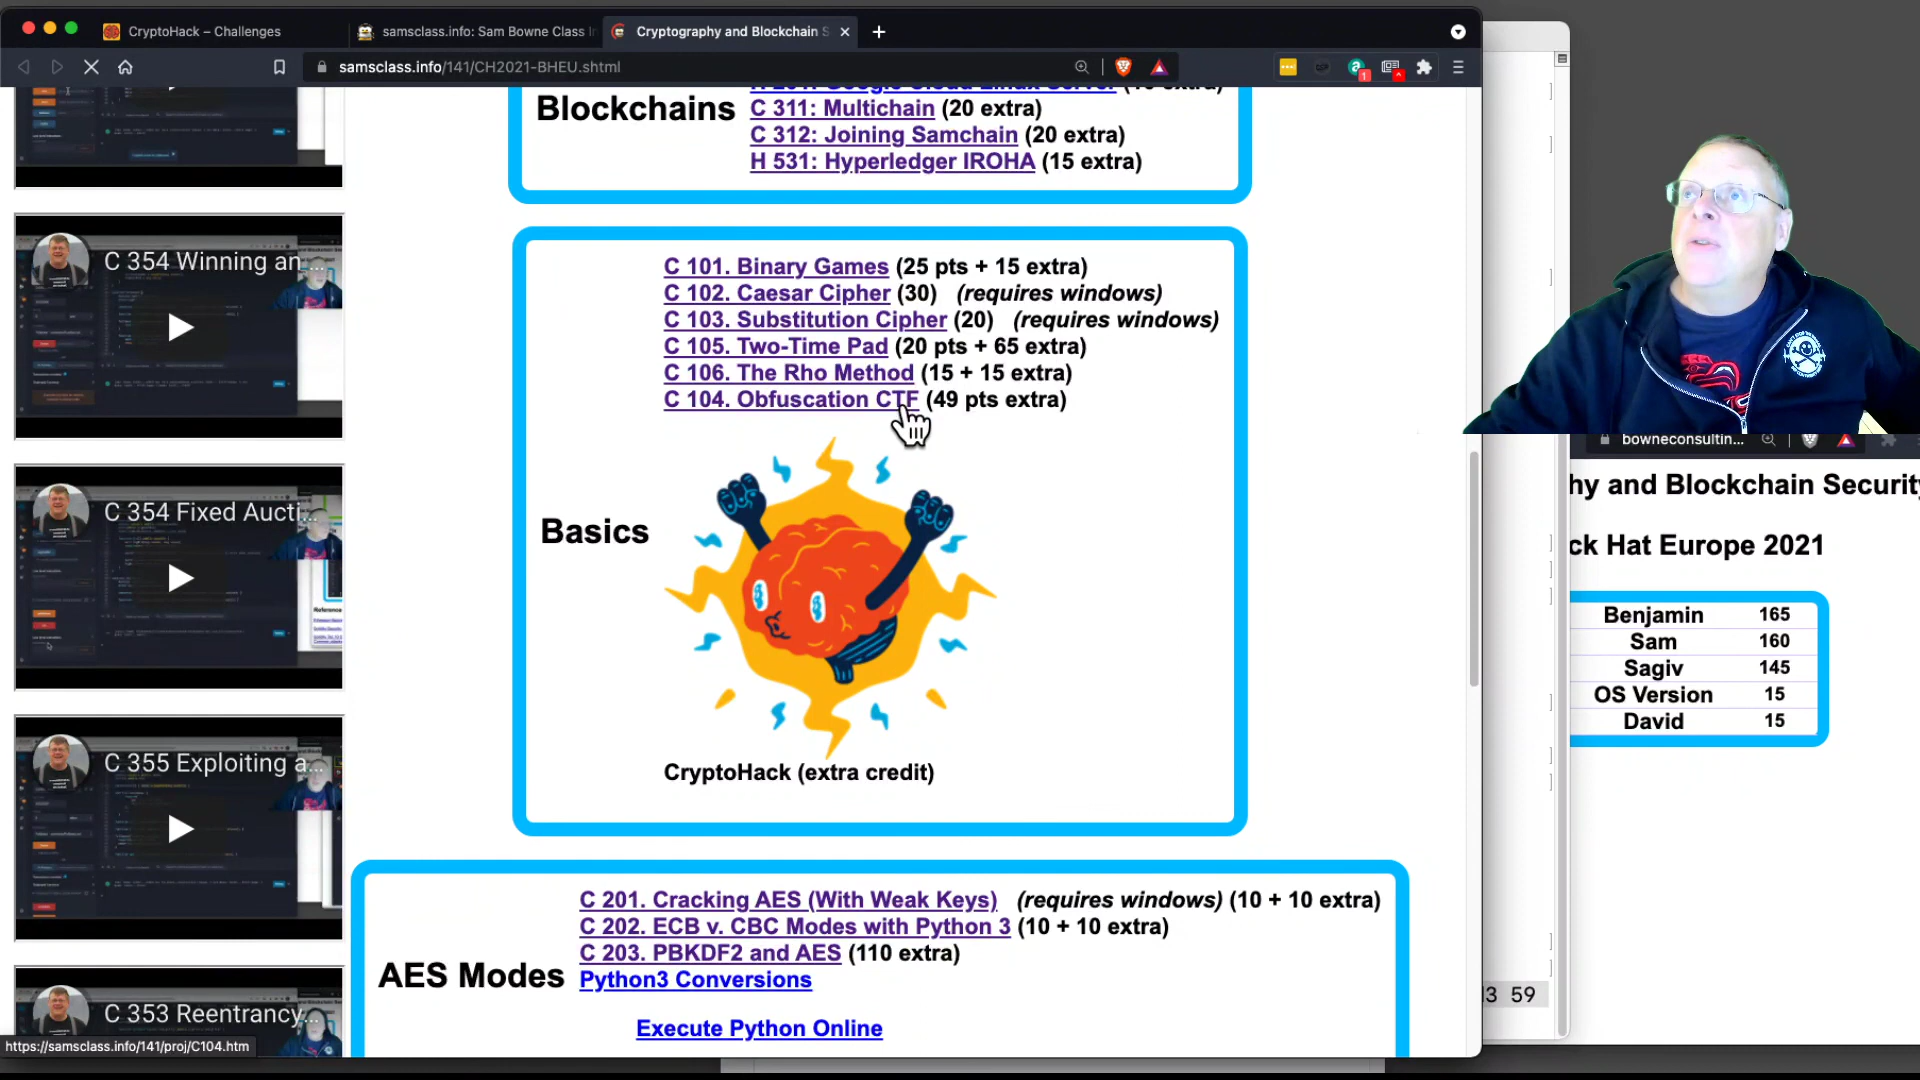 CryptoHack – Challenges
samsclass.info: Sam Bowne Class In
Cryptography and Blockchain S
samsclass.info/141/CH2021-BHEU.shtml
1
Blockchains
C 311: Multichain (20 extra)
C 312: Joining Samchain (20 extra)
H 531: Hyperledger IROHA (15 extra)
C 354 Winning an ...
C 354 Fixed Aucti...
C 355 Exploiting a...
C 353 Reentrancy...
Basics
C 101. Binary Games (25 pts + 15 extra)
C 102. Caesar Cipher (30) (requires windows)
C 103. Substitution Cipher (20) (requires windows)
C 105. Two-Time Pad (20 pts + 65 extra)
C 106. The Rho Method (15 + 15 extra)
C 104. Obfuscation CTF (49 pts extra)
CryptoHack (extra credit)
AES Modes
C 201. Cracking AES (With Weak Keys) (requires windows) (10 + 10 extra)
C 202. ECB v. CBC Modes with Python 3 (10 + 10 extra)
C 203. PBKDF2 and AES (110 extra)
Python3 Conversions
Execute Python Online
https://samsclass.info/141/proj/C104.htm
bowneconsultin...
hy and Blockchain Security
ck Hat Europe 2021
Benjamin 165
Sam 160
Sagiv 145
OS Version 15
David 15
59